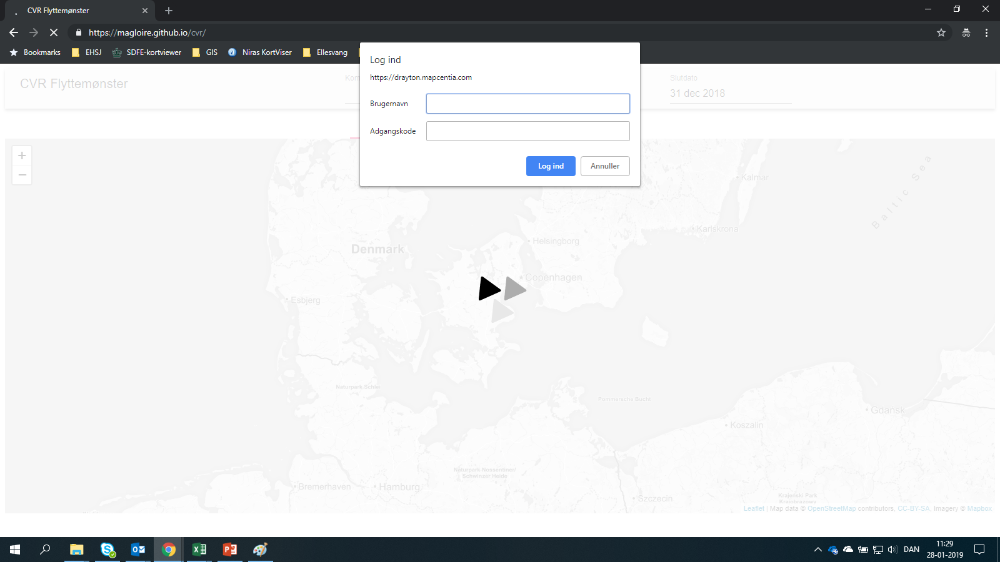 CVR Flyttemønster
https://magloire.github.io/cvr/
Bookmarks
EHSJ
SDFE-kortviewer
GIS
Niras KortViser
Ellesvang
Log ind
https://drayton.mapcentia.com
Brugernavn
Adgangskode
Log ind
Annuller
CVR Flyttemønster
Slutdato
31 dec 2018
+
−
Kalmar
Baltic Sea
Karlskrona
Helsingborg
Denmark
Copenhagen
Esbjerg
Naturpark Schlei
Pommersche Bucht
Gdańsk
Koszalin
Naturpark Nossentiner/
Schwinzer Heide
Bremerhaven
Hamburg
Szczecin
Krajeński Park
Krajobrazowy
Leaflet | Map data © OpenStreetMap contributors, CC-BY-SA, Imagery © Mapbox
DAN
11:29
28-01-2019